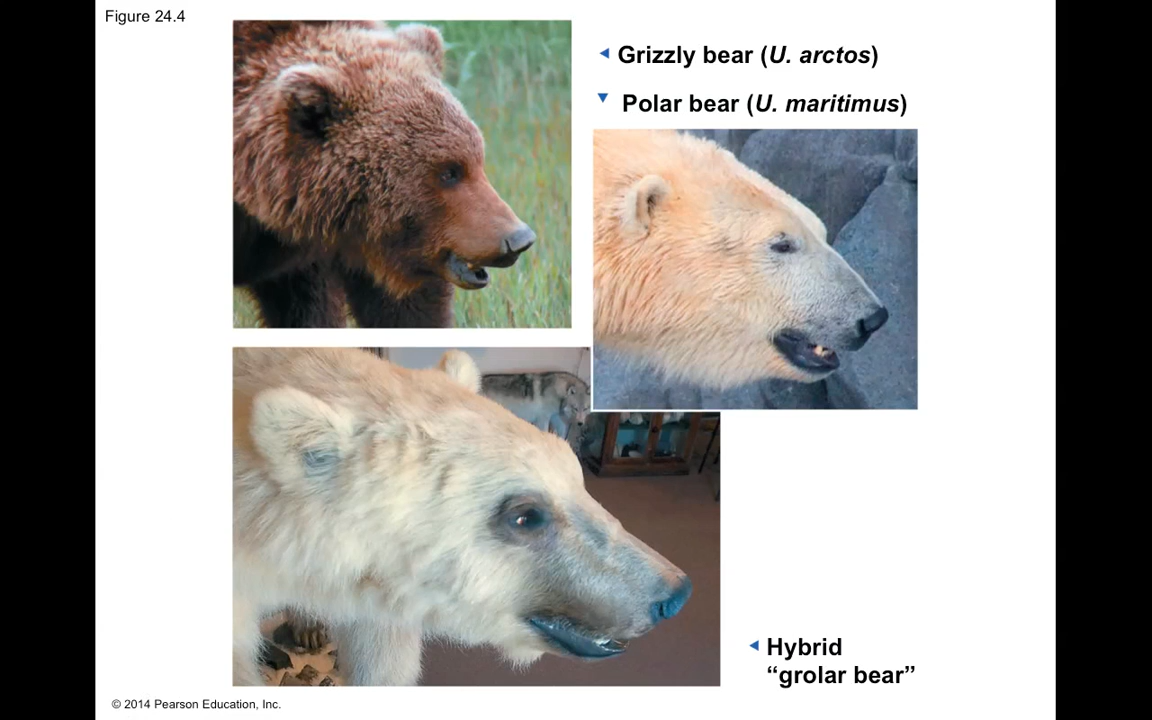 Figure 24.4
Grizzly bear (U. arctos)
Polar bear (U. maritimus)
Hybrid
“grolar bear”
© 2014 Pearson Education, Inc.